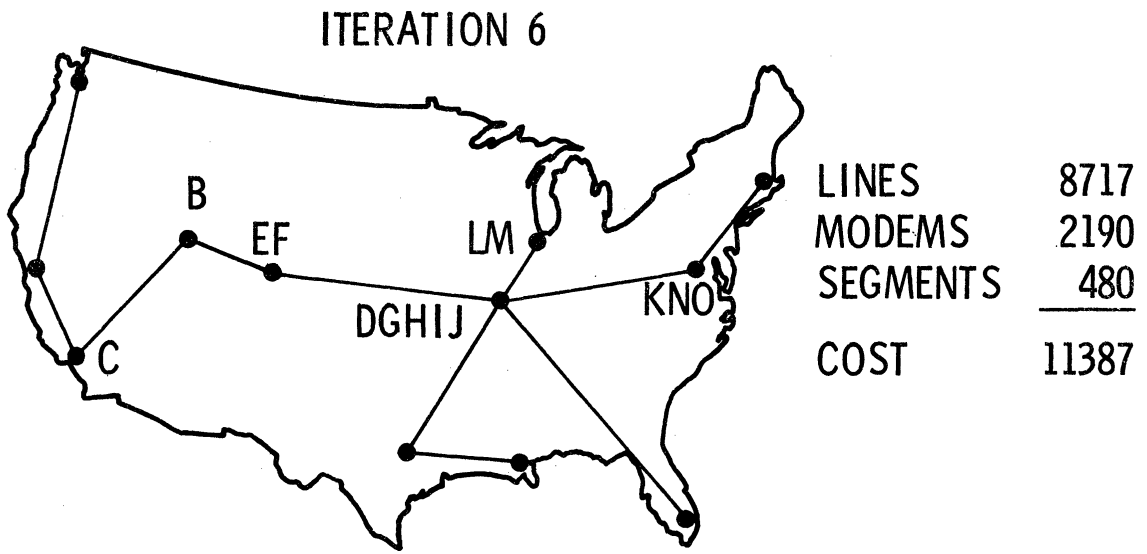 ITERATION 6
B
EF
LM
DGHIJ
KNO
C
LINES 8717
MODEMS 2190
SEGMENTS 480
COST 11387